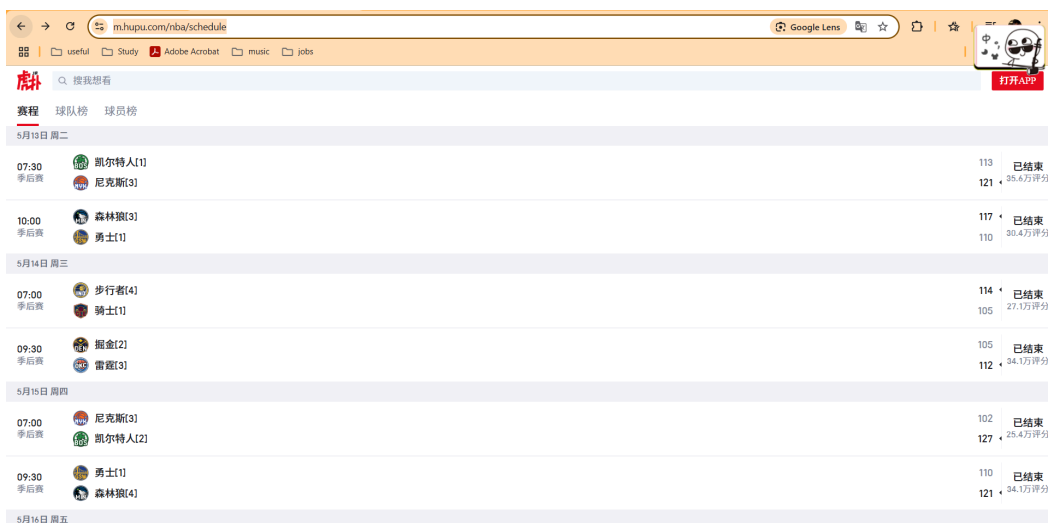 m.hupu.com/nba/schedule
Google Lens
useful
Study
Adobe Acrobat
music
jobs
中
虎扑
搜我想看
打开APP
赛程 球队榜 球员榜
5月13日 周二
07:30 凯尔特人[1] 113 已结束
季后赛 尼克斯[3] 121 35.6万评分
10:00 森林狼[3] 117 已结束
季后赛 勇士[1] 110 30.4万评分
5月14日 周三
07:00 步行者[4] 114 已结束
季后赛 骑士[1] 105 27.1万评分
09:30 掘金[2] 105 已结束
季后赛 雷霆[3] 112 34.1万评分
5月15日 周四
07:00 尼克斯[3] 102 已结束
季后赛 凯尔特人[2] 127 25.4万评分
09:30 勇士[1] 110 已结束
季后赛 森林狼[4] 121 34.1万评分
5月16日 周五